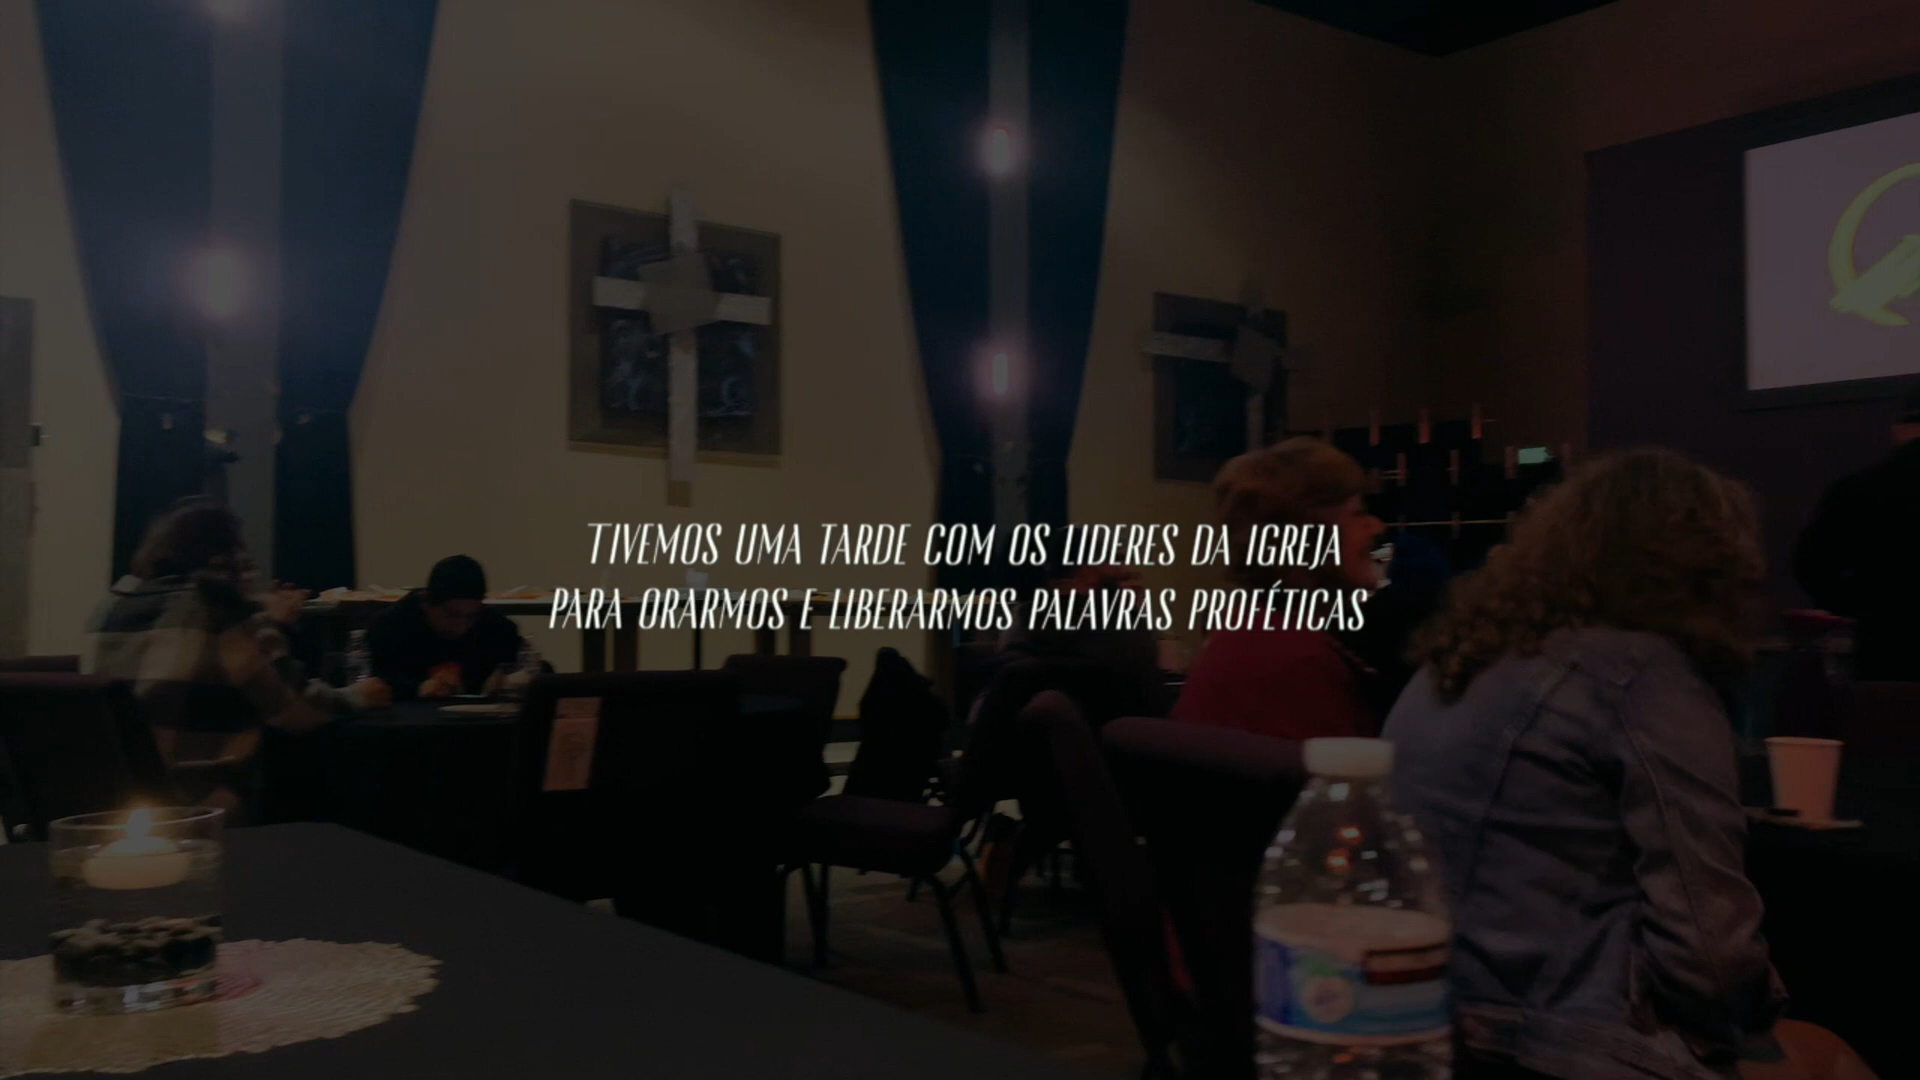 TIVEMOS UMA TARDE COM OS LIDERES DA IGREJA
PARA ORARMOS E LIBERARMOS PALAVRAS PROFÉTICAS